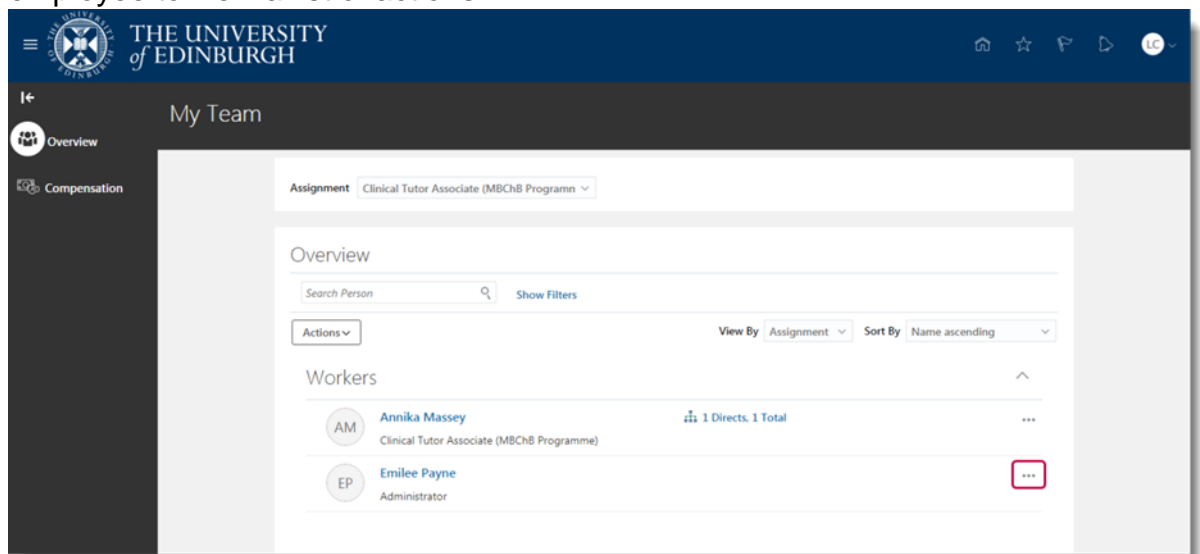 THE UNIVERSITY
of EDINBURGH
LC
My Team
Overview
Compensation
Assignment Clinical Tutor Associate (MBChB Programn
Overview
Search Person Show Filters
Actions View By Assignment Sort By Name ascending
Workers
AM Annika Massey 1 Directs, 1 Total ...
Clinical Tutor Associate (MBChB Programme)
EP Emilee Payne ...
Administrator